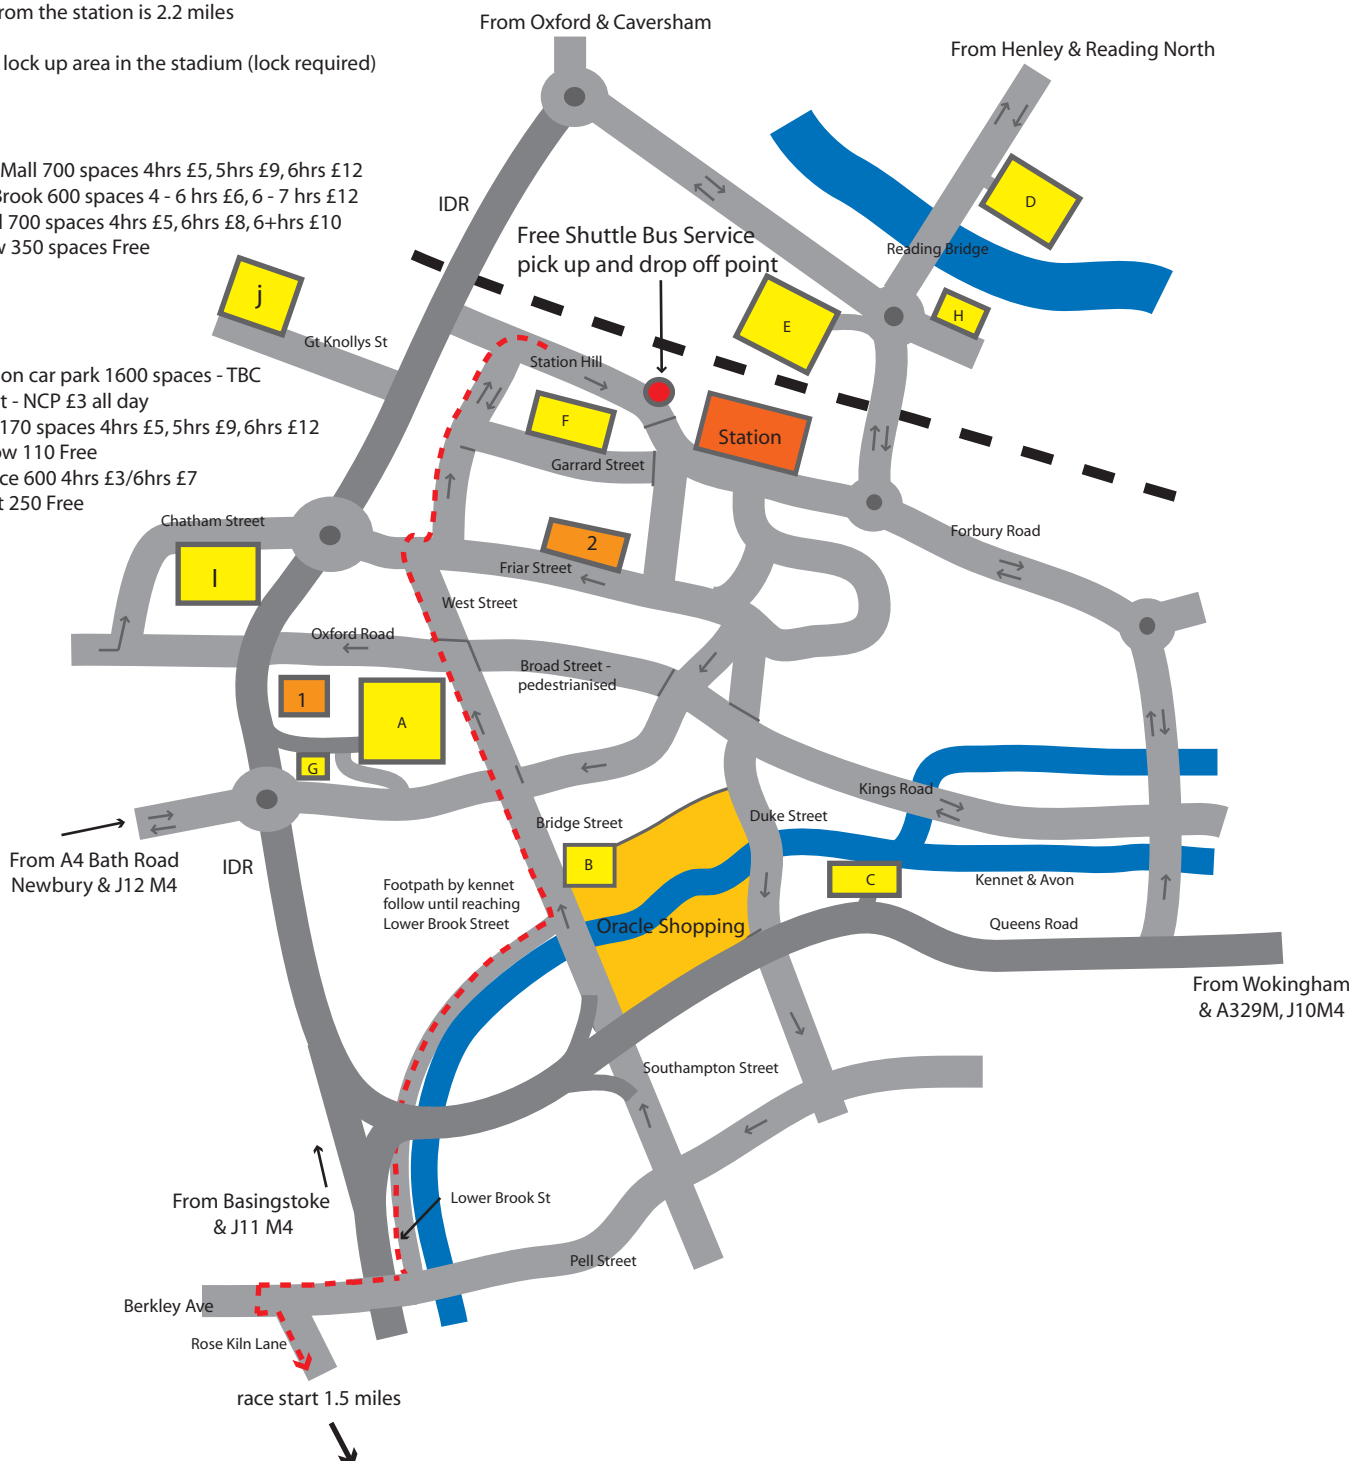 rom the station is 2.2 miles
From Oxford & Caversham
From Henley & Reading North
lock up area in the stadium (lock required)
Mall 700 spaces 4hrs £5, 5hrs £9, 6hrs £12
Brook 600 spaces 4 - 6 hrs £6, 6 - 7 hrs £12
700 spaces 4hrs £5, 6hrs £8, 6+hrs £10
350 spaces Free
IDR
D
Free Shuttle Bus Service
pick up and drop off point
Reading Bridge
j
E
H
Gt Knollys St
Station Hill
on car park 1600 spaces - TBC
t - NCP £3 all day
170 spaces 4hrs £5, 5hrs £9, 6hrs £12
ow 110 Free
ce 600 4hrs £3/6hrs £7
t 250 Free
F
Station
Garrard Street
Chatham Street
Forbury Road
2
Friar Street
I
West Street
Oxford Road
Broad Street -
pedestrianised
1
A
G
Kings Road
Bridge Street
Duke Street
From A4 Bath Road
Newbury & J12 M4
IDR
B
C
Kennet & Avon
Footpath by kennet
follow until reaching
Lower Brook Street
Oracle Shopping
Queens Road
From Wokingham
& A329M, J10M4
Southampton Street
From Basingstoke
& J11 M4
Lower Brook St
Pell Street
Berkley Ave
Rose Kiln Lane
race start 1.5 miles